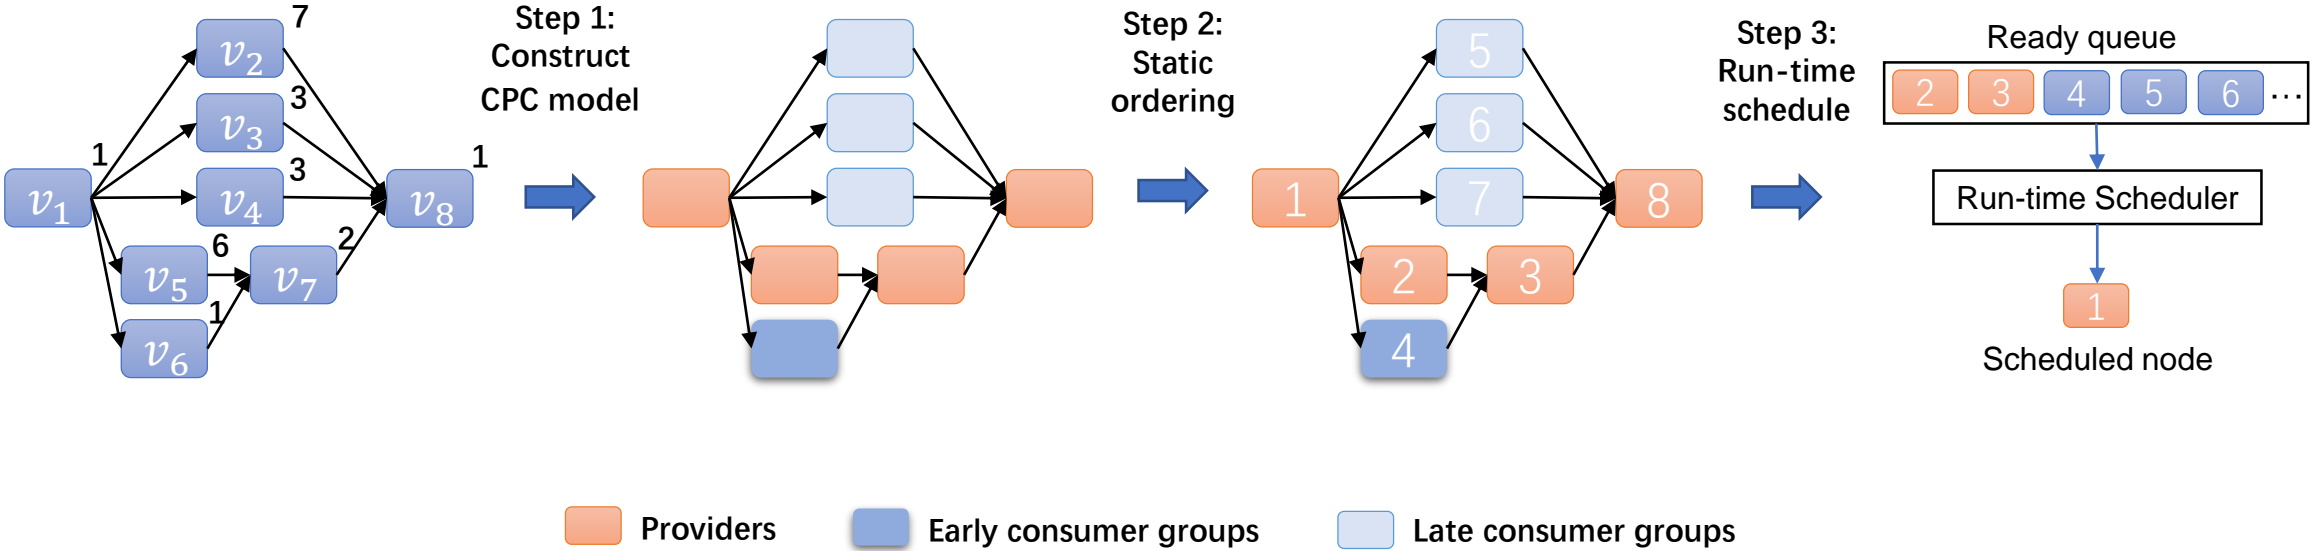 v1
1
v2
7
v3
3
v4
3
v5
6
v6
1
v7
2
v8
1
Step 1:
Construct
CPC model
Step 2:
Static
ordering
1
5
6
7
2
3
4
8
Step 3:
Run-time
schedule
Ready queue
2 3 4 5 6 ...
Run-time Scheduler
1
Scheduled node
Providers
Early consumer groups
Late consumer groups